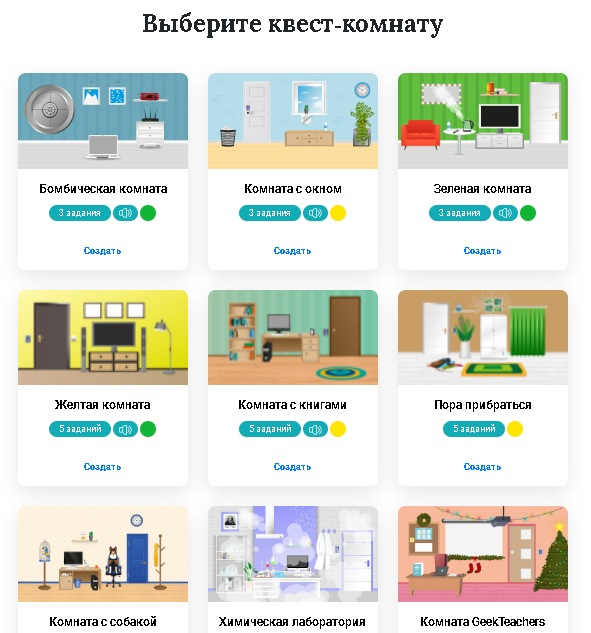 Выберите квест-комнату
Бомбическая комната
3 задания
Создать
Комната с окном
3 задания
Создать
Зеленая комната
3 задания
Создать
Желтая комната
5 заданий
Создать
Комната с книгами
5 заданий
Создать
Пора прибраться
5 заданий
Создать
Комната с собакой
Химическая лаборатория
Комната GeekTeachers